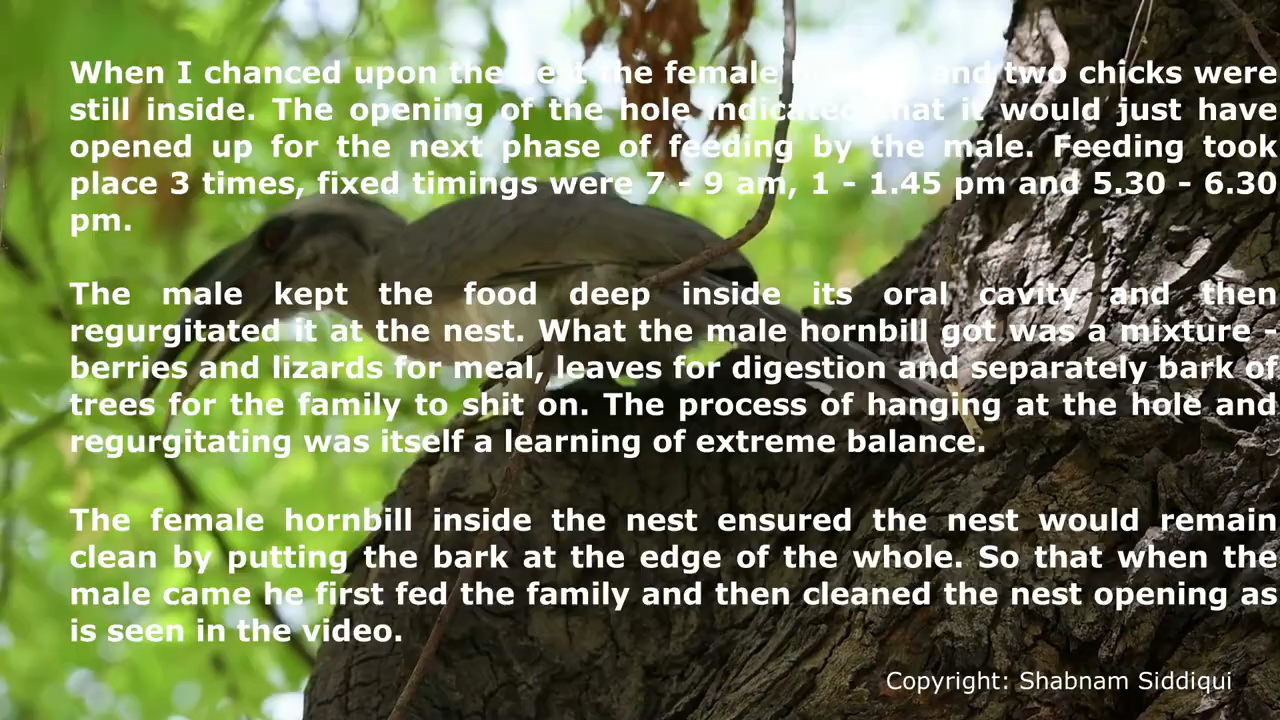 When I chanced upon the nest the female hornbill and two chicks were
still inside. The opening of the hole indicated that it would just have
opened up for the next phase of feeding by the male. Feeding took
place 3 times, fixed timings were 7 - 9 am, 1 - 1.45 pm and 5.30 - 6.30
pm.
The male kept the food deep inside its oral cavity and then
regurgitated it at the nest. What the male hornbill got was a mixture -
berries and lizards for meal, leaves for digestion and separately bark of
trees for the family to shit on. The process of hanging at the hole and
regurgitating was itself a learning of extreme balance.
The female hornbill inside the nest ensured the nest would remain
clean by putting the bark at the edge of the whole. So that when the
male came he first fed the family and then cleaned the nest opening as
is seen in the video.
Copyright: Shabnam Siddiqui